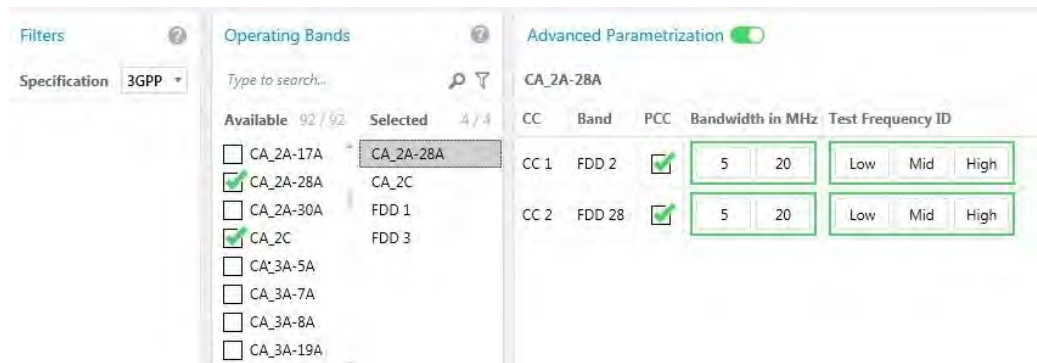 Filters
Specification 3GPP
Operating Bands
Type to search...
Available 92 / 92 Selected 4 / 4
CA_2A-17A
CA_2A-28A
CA_2A-30A
CA_2C
CA_3A-5A
CA_3A-7A
CA_3A-8A
CA_3A-19A
CA_2A-28A
CA_2C
FDD 1
FDD 3
Advanced Parametrization
CA_2A-28A
CC Band PCC Bandwidth in MHz Test Frequency ID
CC 1 FDD 2 5 20 Low Mid High
CC 2 FDD 28 5 20 Low Mid High